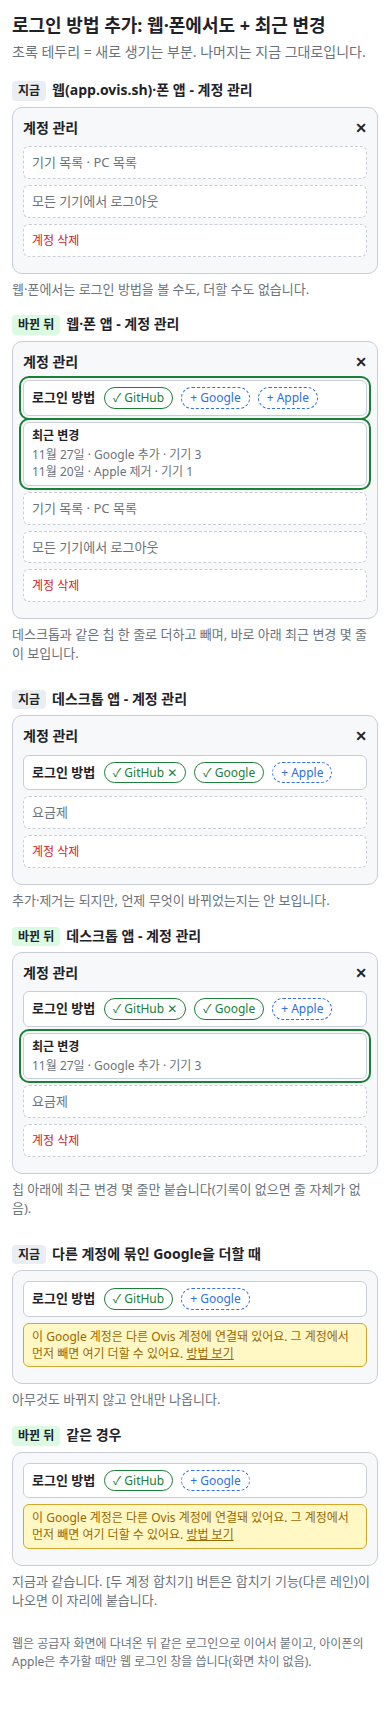 로그인 방법 추가: 웹·폰에서도 + 최근 변경
초록 테두리 = 새로 생기는 부분. 나머지는 지금 그대로입니다.
지금 웹(app.ovis.sh)·폰 앱 - 계정 관리
계정 관리 ✕
기기 목록 · PC 목록
모든 기기에서 로그아웃
계정 삭제
웹·폰에서는 로그인 방법을 볼 수도, 더할 수도 없습니다.
바뀐 뒤 웹·폰 앱 - 계정 관리
계정 관리 ✕
로그인 방법 ✓ GitHub + Google + Apple
최근 변경
11월 27일 · Google 추가 · 기기 3
11월 20일 · Apple 제거 · 기기 1
기기 목록 · PC 목록
모든 기기에서 로그아웃
계정 삭제
데스크톱과 같은 칩 한 줄로 더하고 빼며, 바로 아래 최근 변경 몇 줄
이 보입니다.
지금 데스크톱 앱 - 계정 관리
계정 관리 ✕
로그인 방법 ✓ GitHub ✕ ✓ Google + Apple
요금제
계정 삭제
추가·제거는 되지만, 언제 무엇이 바뀌었는지는 안 보입니다.
바뀐 뒤 데스크톱 앱 - 계정 관리
계정 관리 ✕
로그인 방법 ✓ GitHub ✕ ✓ Google + Apple
최근 변경
11월 27일 · Google 추가 · 기기 3
요금제
계정 삭제
칩 아래에 최근 변경 몇 줄만 붙습니다(기록이 없으면 줄 자체가 없
음).
지금 다른 계정에 묶인 Google을 더할 때
로그인 방법 ✓ GitHub + Google
이 Google 계정은 다른 Ovis 계정에 연결돼 있어요. 그 계정에서
먼저 빼면 여기 더할 수 있어요. 방법 보기
아무것도 바뀌지 않고 안내만 나옵니다.
바뀐 뒤 같은 경우
로그인 방법 ✓ GitHub + Google
이 Google 계정은 다른 Ovis 계정에 연결돼 있어요. 그 계정에서
먼저 빼면 여기 더할 수 있어요. 방법 보기
지금과 같습니다. [두 계정 합치기] 버튼은 합치기 기능(다른 레인)이
나오면 이 자리에 붙습니다.
웹은 공급자 화면에 다녀온 뒤 같은 로그인으로 이어서 붙이고, 아이폰의
Apple은 추가할 때만 웹 로그인 창을 씁니다(화면 차이 없음).